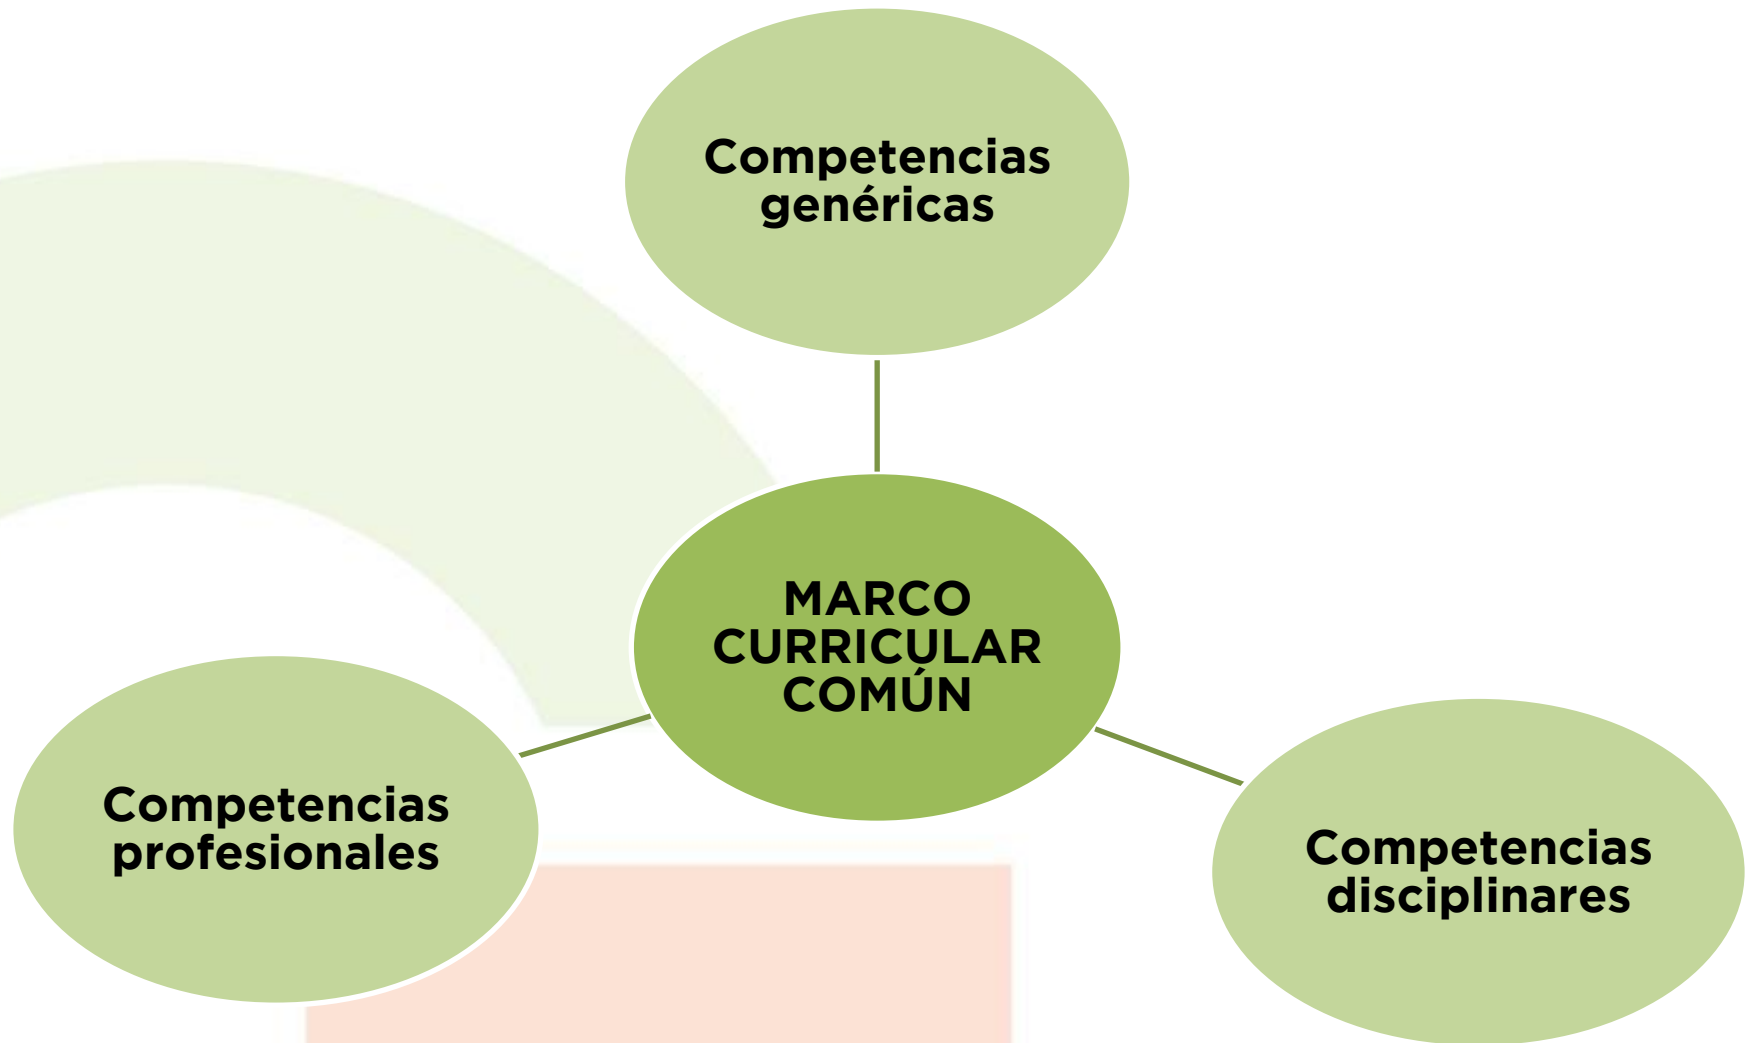 Competencias
genéricas
MARCO
CURRICULAR
COMÚN
Competencias
profesionales
Competencias
disciplinares